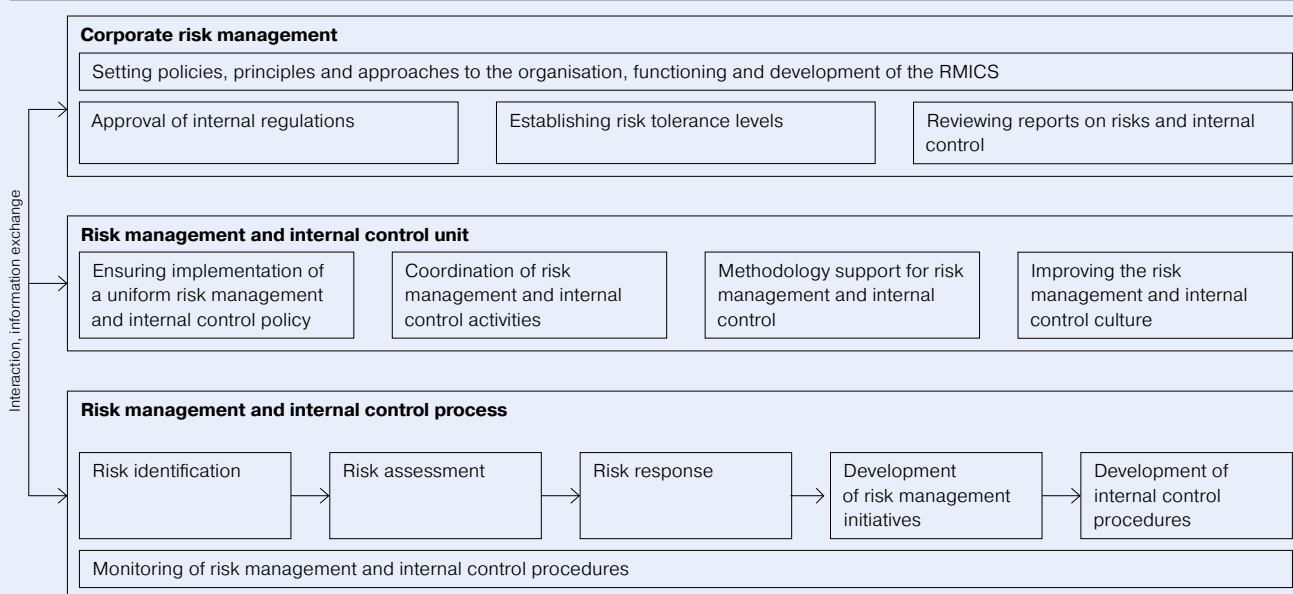 Corporate risk management
Setting policies, principles and approaches to the organisation, functioning and development of the RMICS
Approval of internal regulations
Establishing risk tolerance levels
Reviewing reports on risks and internal
control
Interaction, information exchange
Risk management and internal control unit
Ensuring implementation of
a uniform risk management
and internal control policy
Coordination of risk
management and internal
control activities
Methodology support for risk
management and internal
control
Improving the risk
management and internal
control culture
Risk management and internal control process
Risk identification
Risk assessment
Risk response
Development
of risk management
initiatives
Development of
internal control
procedures
Monitoring of risk management and internal control procedures